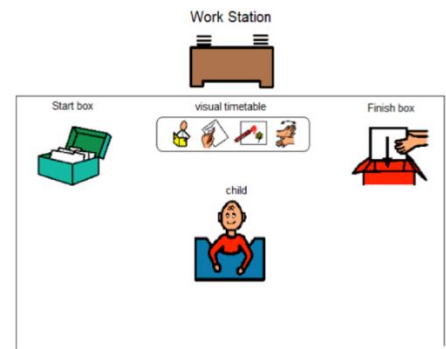 Work Station
Start box
visual timetable
Finish box
child